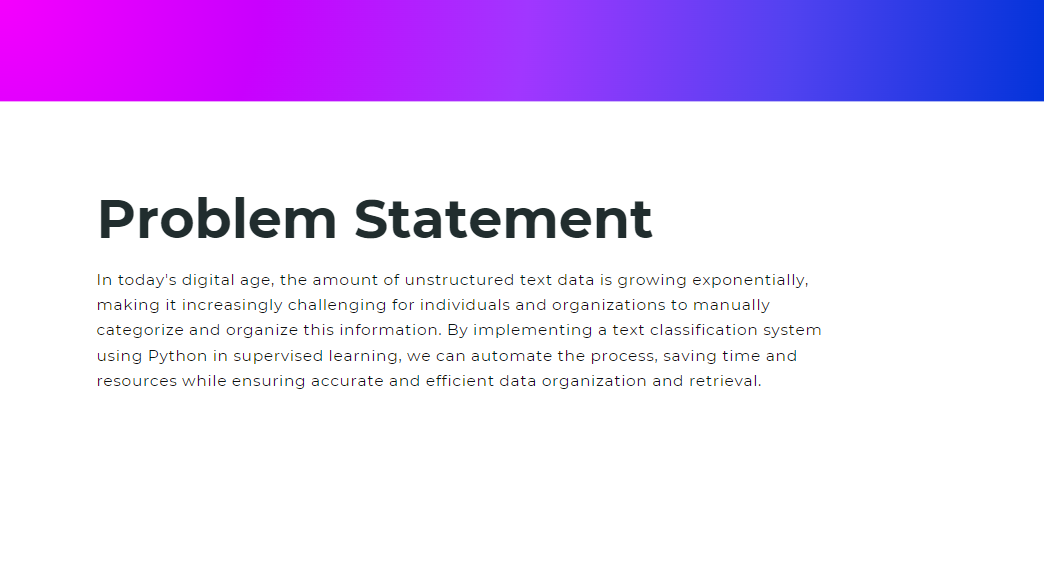 Problem Statement
In today's digital age, the amount of unstructured text data is growing exponentially,
making it increasingly challenging for individuals and organizations to manually
categorize and organize this information. By implementing a text classification system
using Python in supervised learning, we can automate the process, saving time and
resources while ensuring accurate and efficient data organization and retrieval.